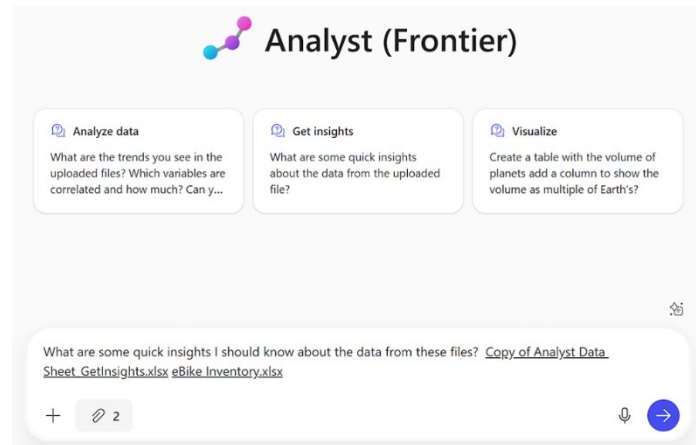 Analyst (Frontier)
Analyze data
What are the trends you see in the
uploaded files? Which variables are
correlated and how much? Can y...
Get insights
What are some quick insights
about the data from the uploaded
file?
Visualize
Create a table with the volume of
planets add a column to show the
volume as multiple of Earth's?
What are some quick insights I should know about the data from these files? Copy of Analyst Data
Sheet_GetInsights.xlsx eBike Inventory.xlsx
2